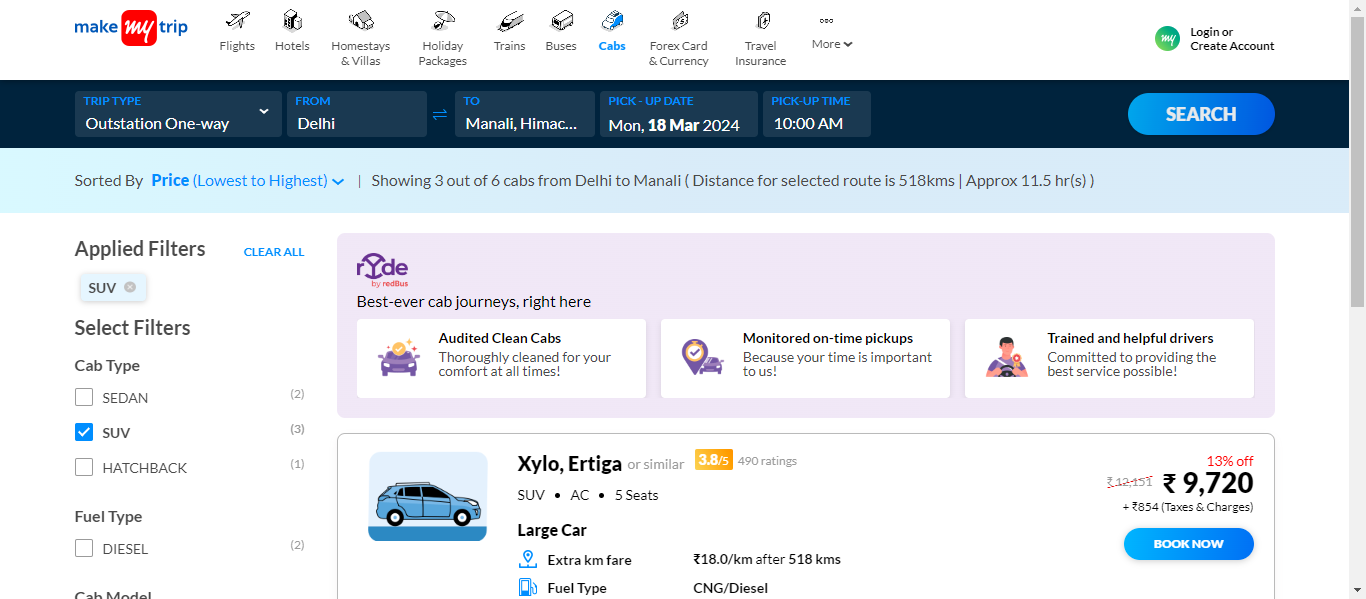 make my trip
Flights
Hotels
Homestays
& Villas
Holiday
Packages
Trains
Buses
Cabs
Forex Card
& Currency
Travel
Insurance
More
my
Login or
Create Account
TRIP TYPE
Outstation One-way
FROM
Delhi
TO
Manali, Himac...
PICK - UP DATE
Mon, 18 Mar 2024
PICK-UP TIME
10:00 AM
SEARCH
Sorted By Price (Lowest to Highest) | Showing 3 out of 6 cabs from Delhi to Manali ( Distance for selected route is 518kms | Approx 11.5 hr(s) )
Applied Filters
CLEAR ALL
SUV
Select Filters
Cab Type
SEDAN (2)
SUV (3)
HATCHBACK (1)
Fuel Type
DIESEL (2)
Cab Model
ryde
by redBus
Best-ever cab journeys, right here
Audited Clean Cabs
Thoroughly cleaned for your
comfort at all times!
Monitored on-time pickups
Because your time is important
to us!
Trained and helpful drivers
Committed to providing the
best service possible!
Xylo, Ertiga or similar 3.8/5 490 ratings
SUV • AC • 5 Seats
Large Car
Extra km fare ₹18.0/km after 518 kms
Fuel Type CNG/Diesel
13% off
₹ 12,151 ₹ 9,720
+ ₹854 (Taxes & Charges)
BOOK NOW